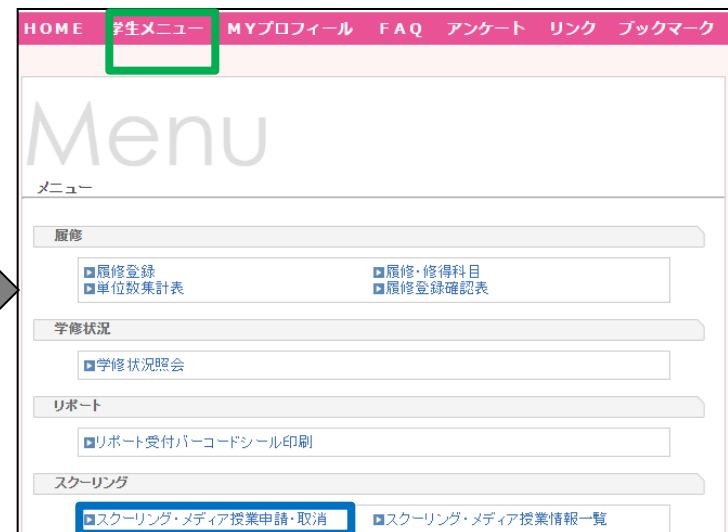 HOME 学生メニュー MYプロフィール FAQ アンケート リンク ブックマーク
Menu
メニュー
履修
履修登録 履修・修得科目
単位数集計表 履修登録確認表
学修状況
学修状況照会
リポート
リポート受付バーコードシール印刷
スクーリング
スクーリング・メディア授業申請・取消 スクーリング・メディア授業情報一覧